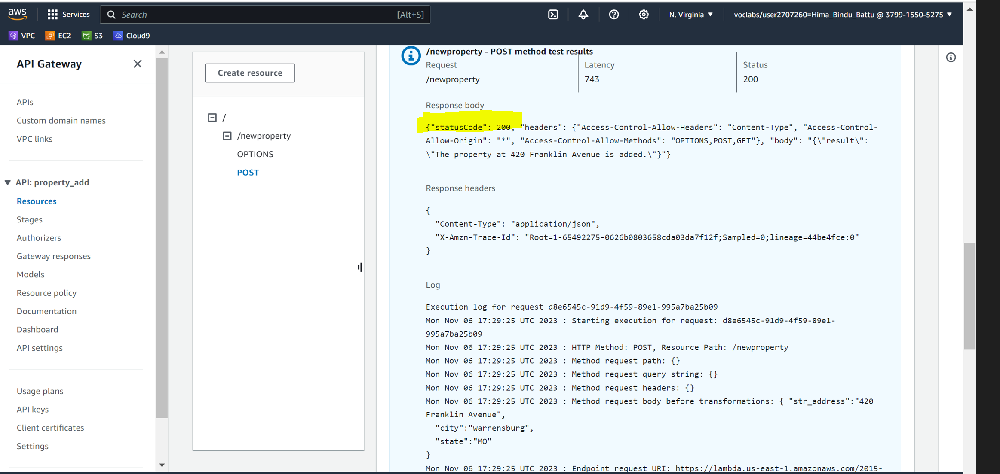 aws
Services
Search
[Alt+S]
N. Virginia
voclabs/user2707260=Hima_Bindu_Battu @ 3799-1550-5275
VPC
EC2
S3
Cloud9
API Gateway
APIs
Custom domain names
VPC links
API: property_add
Resources
Stages
Authorizers
Gateway responses
Models
Resource policy
Documentation
Dashboard
API settings
Usage plans
API keys
Client certificates
Settings
Create resource
/
/newproperty
OPTIONS
POST
/newproperty - POST method test results
Request
/newproperty
Latency
743
Status
200
Response body
{"statusCode": 200, "headers": {"Access-Control-Allow-Headers": "Content-Type", "Access-Control-
Allow-Origin": "*", "Access-Control-Allow-Methods": "OPTIONS,POST,GET"}, "body": "{\"result\":
\"The property at 420 Franklin Avenue is added.\"}"}
Response headers
{
"Content-Type": "application/json",
"X-Amzn-Trace-Id": "Root=1-65492275-0626b0803658cda03da7f12f;Sampled=0;lineage=44be4fce:0"
}
Log
Execution log for request d8e6545c-91d9-4f59-89e1-995a7ba25b09
Mon Nov 06 17:29:25 UTC 2023 : Starting execution for request: d8e6545c-91d9-4f59-89e1-
995a7ba25b09
Mon Nov 06 17:29:25 UTC 2023 : HTTP Method: POST, Resource Path: /newproperty
Mon Nov 06 17:29:25 UTC 2023 : Method request path: {}
Mon Nov 06 17:29:25 UTC 2023 : Method request query string: {}
Mon Nov 06 17:29:25 UTC 2023 : Method request headers: {}
Mon Nov 06 17:29:25 UTC 2023 : Method request body before transformations: { "str_address":"420
Franklin Avenue",
"city":"warrensburg",
"state":"MO"
}
Mon Nov 06 17:29:25 UTC 2023 : Endpoint request URI: https://lambda.us-east-1.amazonaws.com/2015-